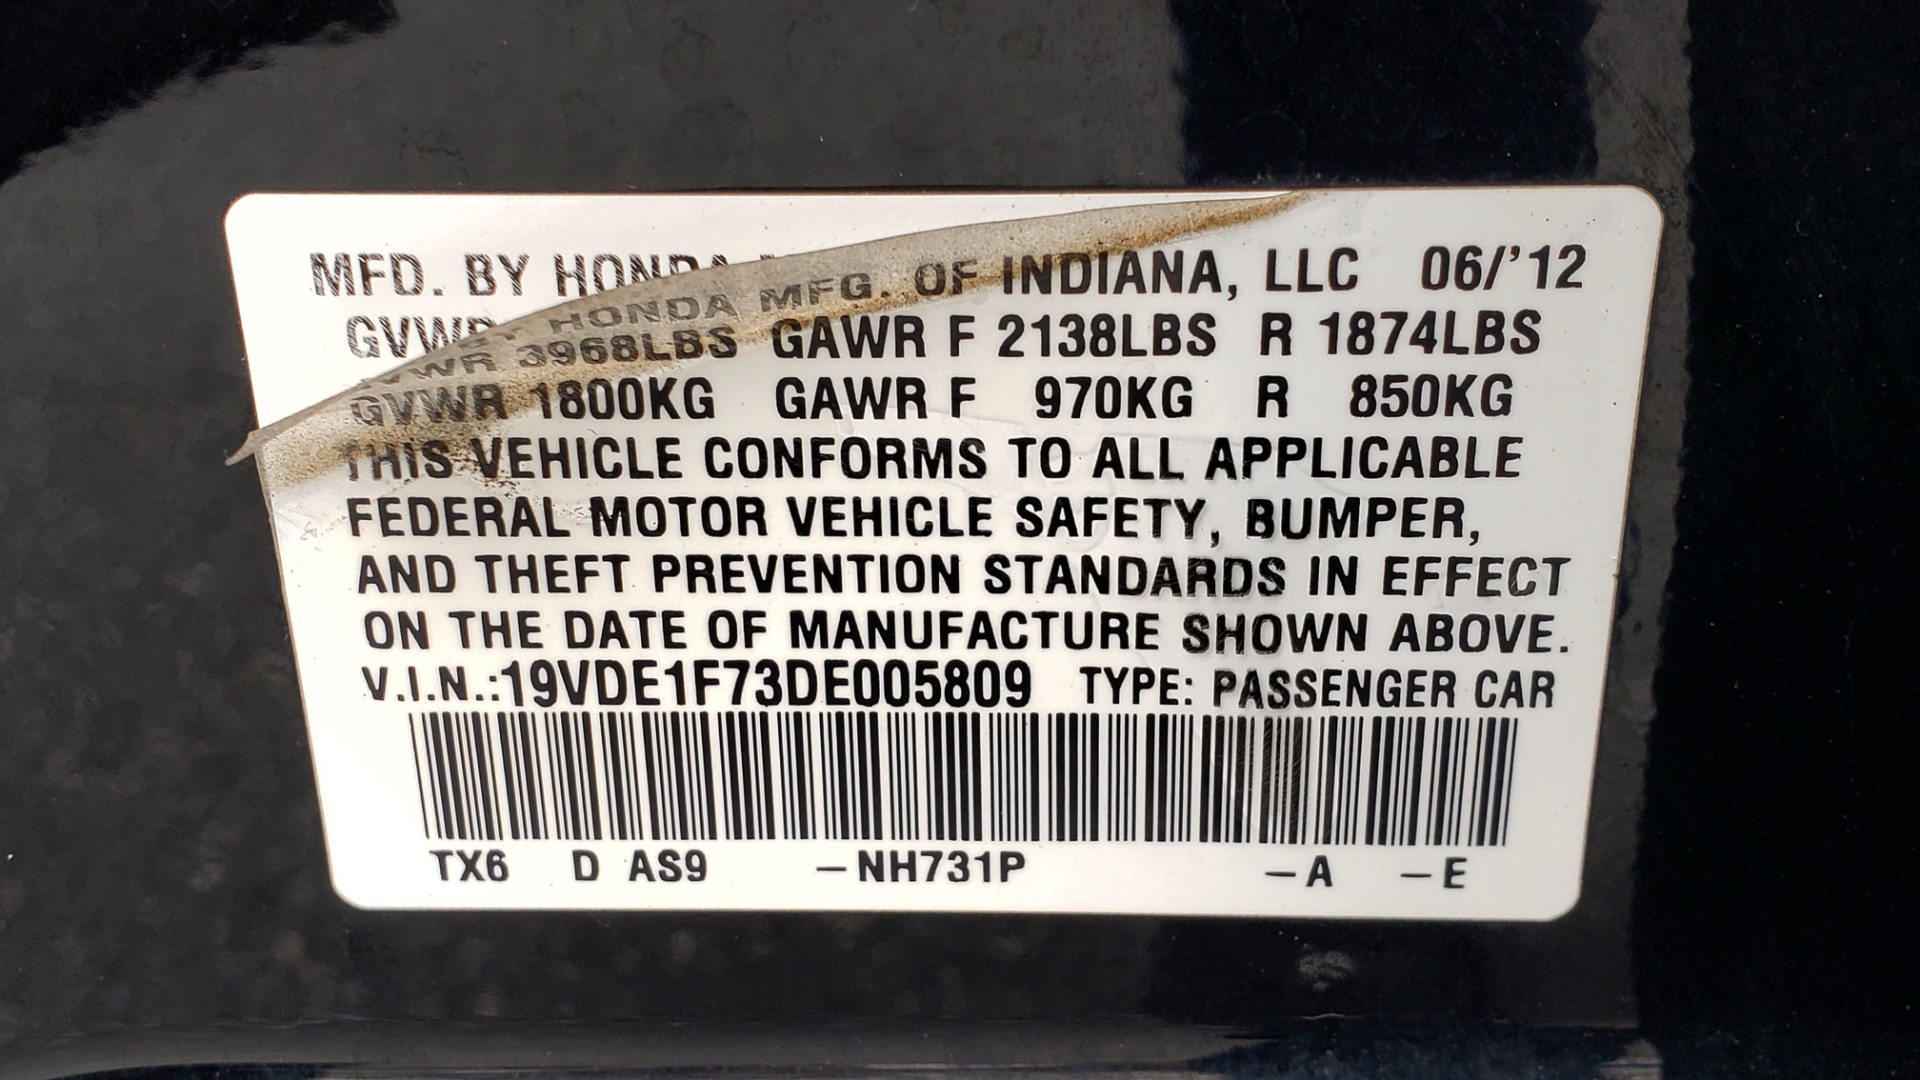 MFD. BY HONDA MFG. OF INDIANA, LLC 06/'12
GVWR 3968LBS GAWR F 2138LBS R 1874LBS
GVWR 1800KG GAWR F 970KG R 850KG
THIS VEHICLE CONFORMS TO ALL APPLICABLE
FEDERAL MOTOR VEHICLE SAFETY, BUMPER,
AND THEFT PREVENTION STANDARDS IN EFFECT
ON THE DATE OF MANUFACTURE SHOWN ABOVE.
V.I.N.:19VDE1F73DE005809 TYPE: PASSENGER CAR
TX6 D AS9 –NH731P –A –E